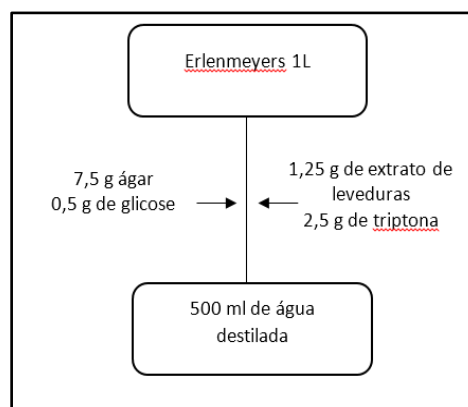 Erlenmeyers 1L
7,5 g ágar
0,5 g de glicose
1,25 g de extrato de
leveduras
2,5 g de triptona
500 ml de água
destilada